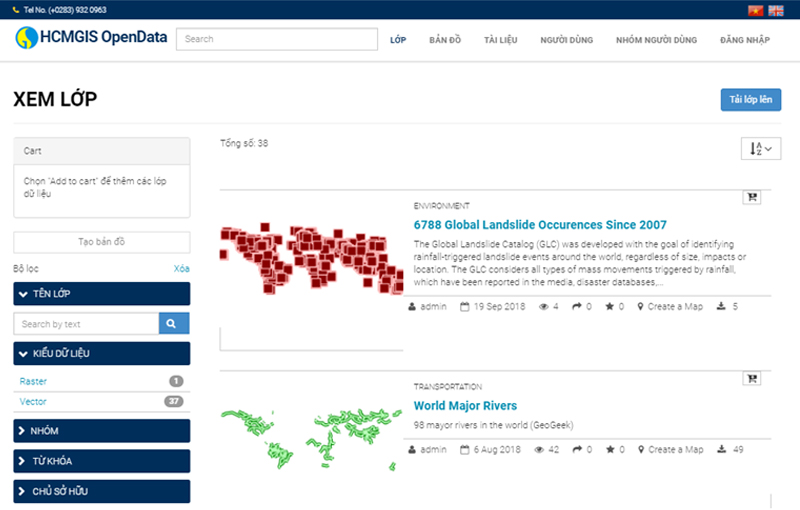 Tel No. (+0283) 932 0963
HCMGIS OpenData
Search
LỚP
BẢN ĐỒ
TÀI LIỆU
NGƯỜI DÙNG
NHÓM NGƯỜI DÙNG
ĐĂNG NHẬP
XEM LỚP
Tải lớp lên
Cart
Chọn "Add to cart" để thêm các lớp
dữ liệu
Tạo bản đồ
Bộ lọc
Xóa
TÊN LỚP
Search by text
KIỂU DỮ LIỆU
Raster 1
Vector 37
NHÓM
TỪ KHÓA
CHỦ SỞ HỮU
Tổng số: 38
ENVIRONMENT
6788 Global Landslide Occurences Since 2007
The Global Landslide Catalog (GLC) was developed with the goal of identifying
rainfall-triggered landslide events around the world, regardless of size, impacts or
location. The GLC considers all types of mass movements triggered by rainfall,
which have been reported in the media, disaster databases,...
admin 19 Sep 2018 4 0 0 Create a Map 5
TRANSPORTATION
World Major Rivers
98 mayor rivers in the world (GeoGeek)
admin 6 Aug 2018 42 0 0 Create a Map 49